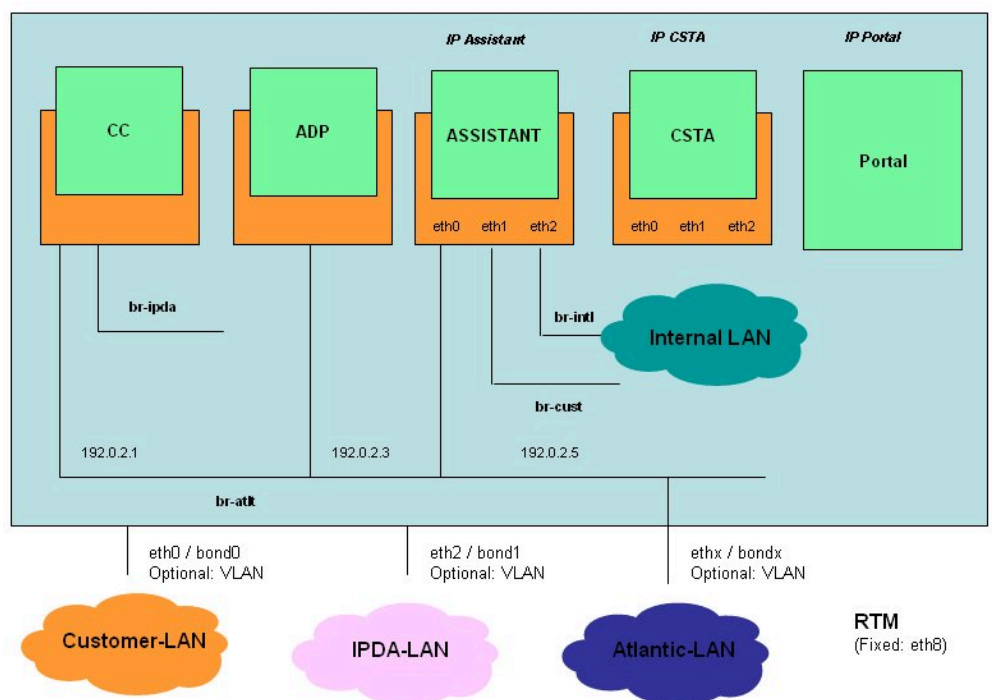 IP Assistant
IP CSTA
IP Portal
CC
ADP
ASSISTANT
CSTA
Portal
eth0 eth1 eth2
eth0 eth1 eth2
br-ipda
br-intl
Internal LAN
br-cust
192.0.2.1
192.0.2.3
192.0.2.5
br-atlt
eth0 / bond0
Optional: VLAN
eth2 / bond1
Optional: VLAN
ethx / bondx
Optional: VLAN
Customer-LAN
IPDA-LAN
Atlantic-LAN
RTM
(Fixed: eth8)